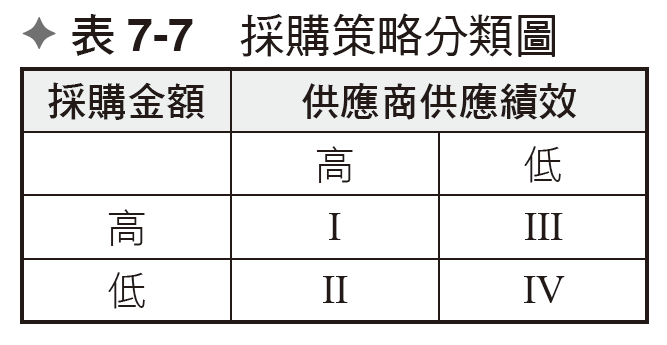 ✦ 表 7-7 採購策略分類圖
採購金額 供應商供應績效
高 低
高 I III
低 II IV